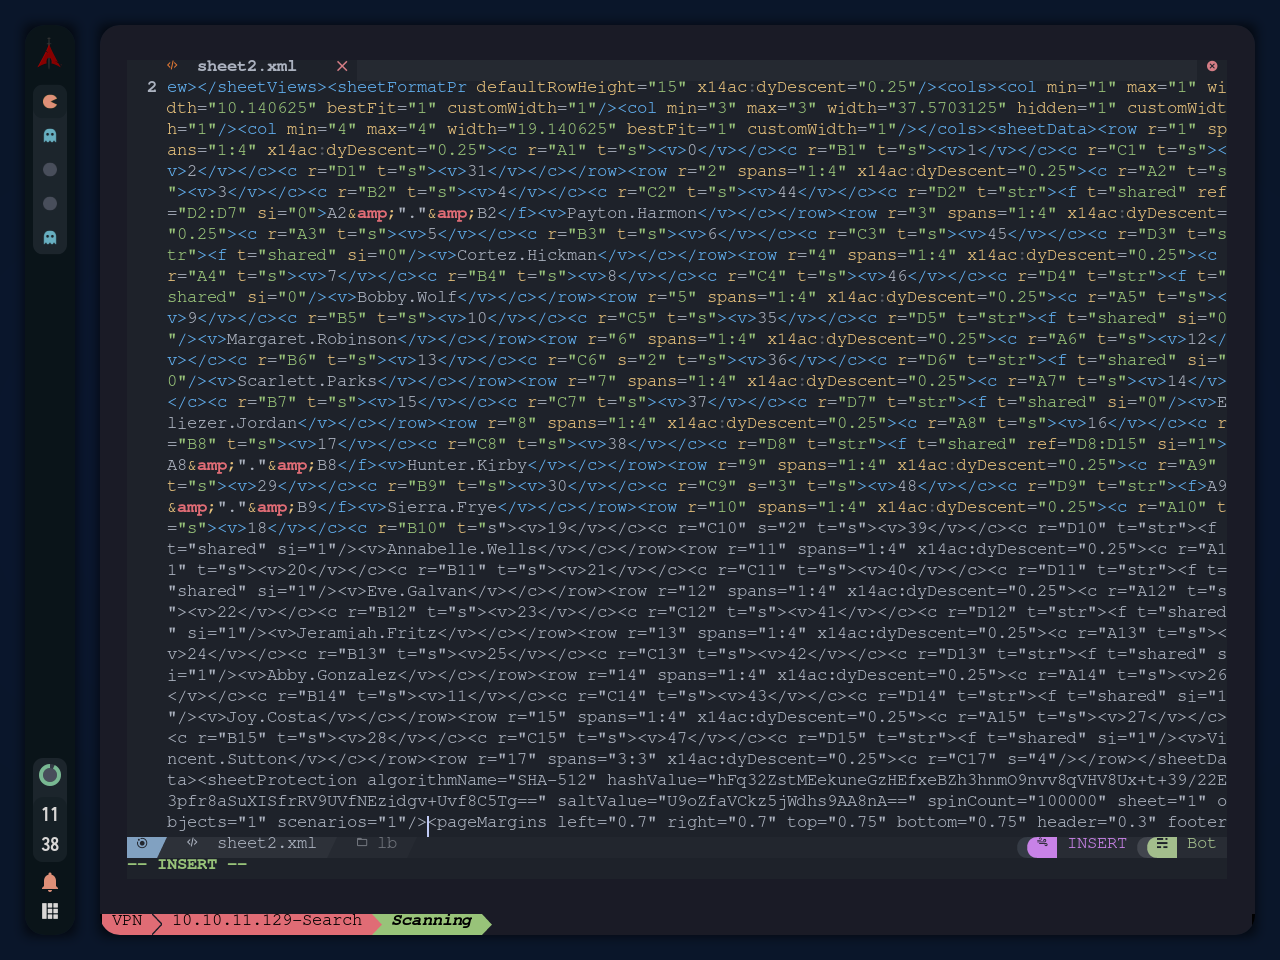 sheet2.xml
2 ew></sheetViews><sheetFormatPr defaultRowHeight="15" x14ac:dyDescent="0.25"/><cols><col min="1" max="1" wi
dth="10.140625" bestFit="1" customWidth="1"/><col min="3" max="3" width="37.5703125" hidden="1" customWidt
h="1"/><col min="4" max="4" width="19.140625" bestFit="1" customWidth="1"/></cols><sheetData><row r="1" sp
ans="1:4" x14ac:dyDescent="0.25"><c r="A1" t="s"><v>0</v></c><c r="B1" t="s"><v>1</v></c><c r="C1" t="s"><
v>2</v></c><c r="D1" t="s"><v>31</v></c></row><row r="2" spans="1:4" x14ac:dyDescent="0.25"><c r="A2" t="s
"><v>3</v></c><c r="B2" t="s"><v>4</v></c><c r="C2" t="s"><v>44</v></c><c r="D2" t="str"><f t="shared" ref
="D2:D7" si="0">A2&amp;"."&amp;B2</f><v>Payton.Harmon</v></c></row><row r="3" spans="1:4" x14ac:dyDescent=
"0.25"><c r="A3" t="s"><v>5</v></c><c r="B3" t="s"><v>6</v></c><c r="C3" t="s"><v>45</v></c><c r="D3" t="s
tr"><f t="shared" si="0"/><v>Cortez.Hickman</v></c></row><row r="4" spans="1:4" x14ac:dyDescent="0.25"><c
r="A4" t="s"><v>7</v></c><c r="B4" t="s"><v>8</v></c><c r="C4" t="s"><v>46</v></c><c r="D4" t="str"><f t="
shared" si="0"/><v>Bobby.Wolf</v></c></row><row r="5" spans="1:4" x14ac:dyDescent="0.25"><c r="A5" t="s"><
v>9</v></c><c r="B5" t="s"><v>10</v></c><c r="C5" t="s"><v>35</v></c><c r="D5" t="str"><f t="shared" si="0
"/><v>Margaret.Robinson</v></c></row><row r="6" spans="1:4" x14ac:dyDescent="0.25"><c r="A6" t="s"><v>12</
v></c><c r="B6" t="s"><v>13</v></c><c r="C6" s="2" t="s"><v>36</v></c><c r="D6" t="str"><f t="shared" si="
0"/><v>Scarlett.Parks</v></c></row><row r="7" spans="1:4" x14ac:dyDescent="0.25"><c r="A7" t="s"><v>14</v>
</c><c r="B7" t="s"><v>15</v></c><c r="C7" t="s"><v>37</v></c><c r="D7" t="str"><f t="shared" si="0"/><v>E
liezer.Jordan</v></c></row><row r="8" spans="1:4" x14ac:dyDescent="0.25"><c r="A8" t="s"><v>16</v></c><c r
="B8" t="s"><v>17</v></c><c r="C8" t="s"><v>38</v></c><c r="D8" t="str"><f t="shared" ref="D8:D15" si="1">
A8&amp;"."&amp;B8</f><v>Hunter.Kirby</v></c></row><row r="9" spans="1:4" x14ac:dyDescent="0.25"><c r="A9"
t="s"><v>29</v></c><c r="B9" t="s"><v>30</v></c><c r="C9" s="3" t="s"><v>48</v></c><c r="D9" t="str"><f>A9
&amp;"."&amp;B9</f><v>Sierra.Frye</v></c></row><row r="10" spans="1:4" x14ac:dyDescent="0.25"><c r="A10" t
="s"><v>18</v></c><c r="B10" t="s"><v>19</v></c><c r="C10" s="2" t="s"><v>39</v></c><c r="D10" t="str"><f
t="shared" si="1"/><v>Annabelle.Wells</v></c></row><row r="11" spans="1:4" x14ac:dyDescent="0.25"><c r="A1
1" t="s"><v>20</v></c><c r="B11" t="s"><v>21</v></c><c r="C11" t="s"><v>40</v></c><c r="D11" t="str"><f t=
"shared" si="1"/><v>Eve.Galvan</v></c></row><row r="12" spans="1:4" x14ac:dyDescent="0.25"><c r="A12" t="s
"><v>22</v></c><c r="B12" t="s"><v>23</v></c><c r="C12" t="s"><v>41</v></c><c r="D12" t="str"><f t="shared
" si="1"/><v>Jeramiah.Fritz</v></c></row><row r="13" spans="1:4" x14ac:dyDescent="0.25"><c r="A13" t="s"><
v>24</v></c><c r="B13" t="s"><v>25</v></c><c r="C13" t="s"><v>42</v></c><c r="D13" t="str"><f t="shared" s
i="1"/><v>Abby.Gonzalez</v></c></row><row r="14" spans="1:4" x14ac:dyDescent="0.25"><c r="A14" t="s"><v>26
</v></c><c r="B14" t="s"><v>11</v></c><c r="C14" t="s"><v>43</v></c><c r="D14" t="str"><f t="shared" si="1
"/><v>Joy.Costa</v></c></row><row r="15" spans="1:4" x14ac:dyDescent="0.25"><c r="A15" t="s"><v>27</v></c>
<c r="B15" t="s"><v>28</v></c><c r="C15" t="s"><v>47</v></c><c r="D15" t="str"><f t="shared" si="1"/><v>Vi
ncent.Sutton</v></c></row><row r="17" spans="3:3" x14ac:dyDescent="0.25"><c r="C17" s="4"/></row></sheetDa
ta><sheetProtection algorithmName="SHA-512" hashValue="hFq32ZstMEekuneGzHEfxeBZh3hnmO9nvv8qVHV8Ux+t+39/22E
3pfr8aSuXISfrRV9UVfNEzidgv+Uvf8C5Tg==" saltValue="U9oZfaVCkz5jWdhs9AA8nA==" spinCount="100000" sheet="1" o
bjects="1" scenarios="1"/><pageMargins left="0.7" right="0.7" top="0.75" bottom="0.75" header="0.3" footer
sheet2.xml lb INSERT Bot
-- INSERT --
11
38
VPN 10.10.11.129-Search Scanning